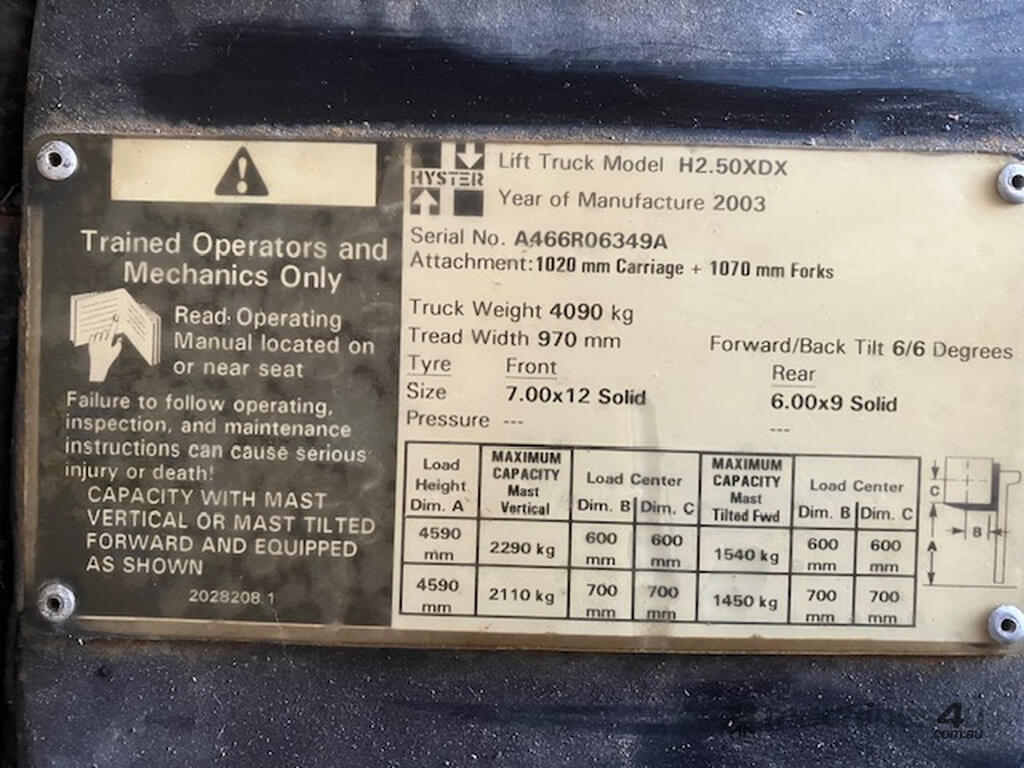 Trained Operators and
Mechanics Only
Read Operating
Manual located on
or near seat
Failure to follow operating,
inspection, and maintenance
instructions can cause serious
injury or death!
CAPACITY WITH MAST
VERTICAL OR MAST TILTED
FORWARD AND EQUIPPED
AS SHOWN
2028208 1
HYSTER
Lift Truck Model H2.50XDX
Year of Manufacture 2003
Serial No. A466R06349A
Attachment: 1020 mm Carriage + 1070 mm Forks
Truck Weight 4090 kg
Tread Width 970 mm Forward/Back Tilt 6/6 Degrees
Tyre Front Rear
Size 7.00x12 Solid 6.00x9 Solid
Pressure --- ---
Load Height Dim. A MAXIMUM CAPACITY Mast Vertical Load Center Dim. B Dim. C MAXIMUM CAPACITY Mast Tilted Fwd Load Center Dim. B Dim. C
4590 mm 2290 kg 600 mm 600 mm 1540 kg 600 mm 600 mm
4590 mm 2110 kg 700 mm 700 mm 1450 kg 700 mm 700 mm
C
B
A
4
.com.au